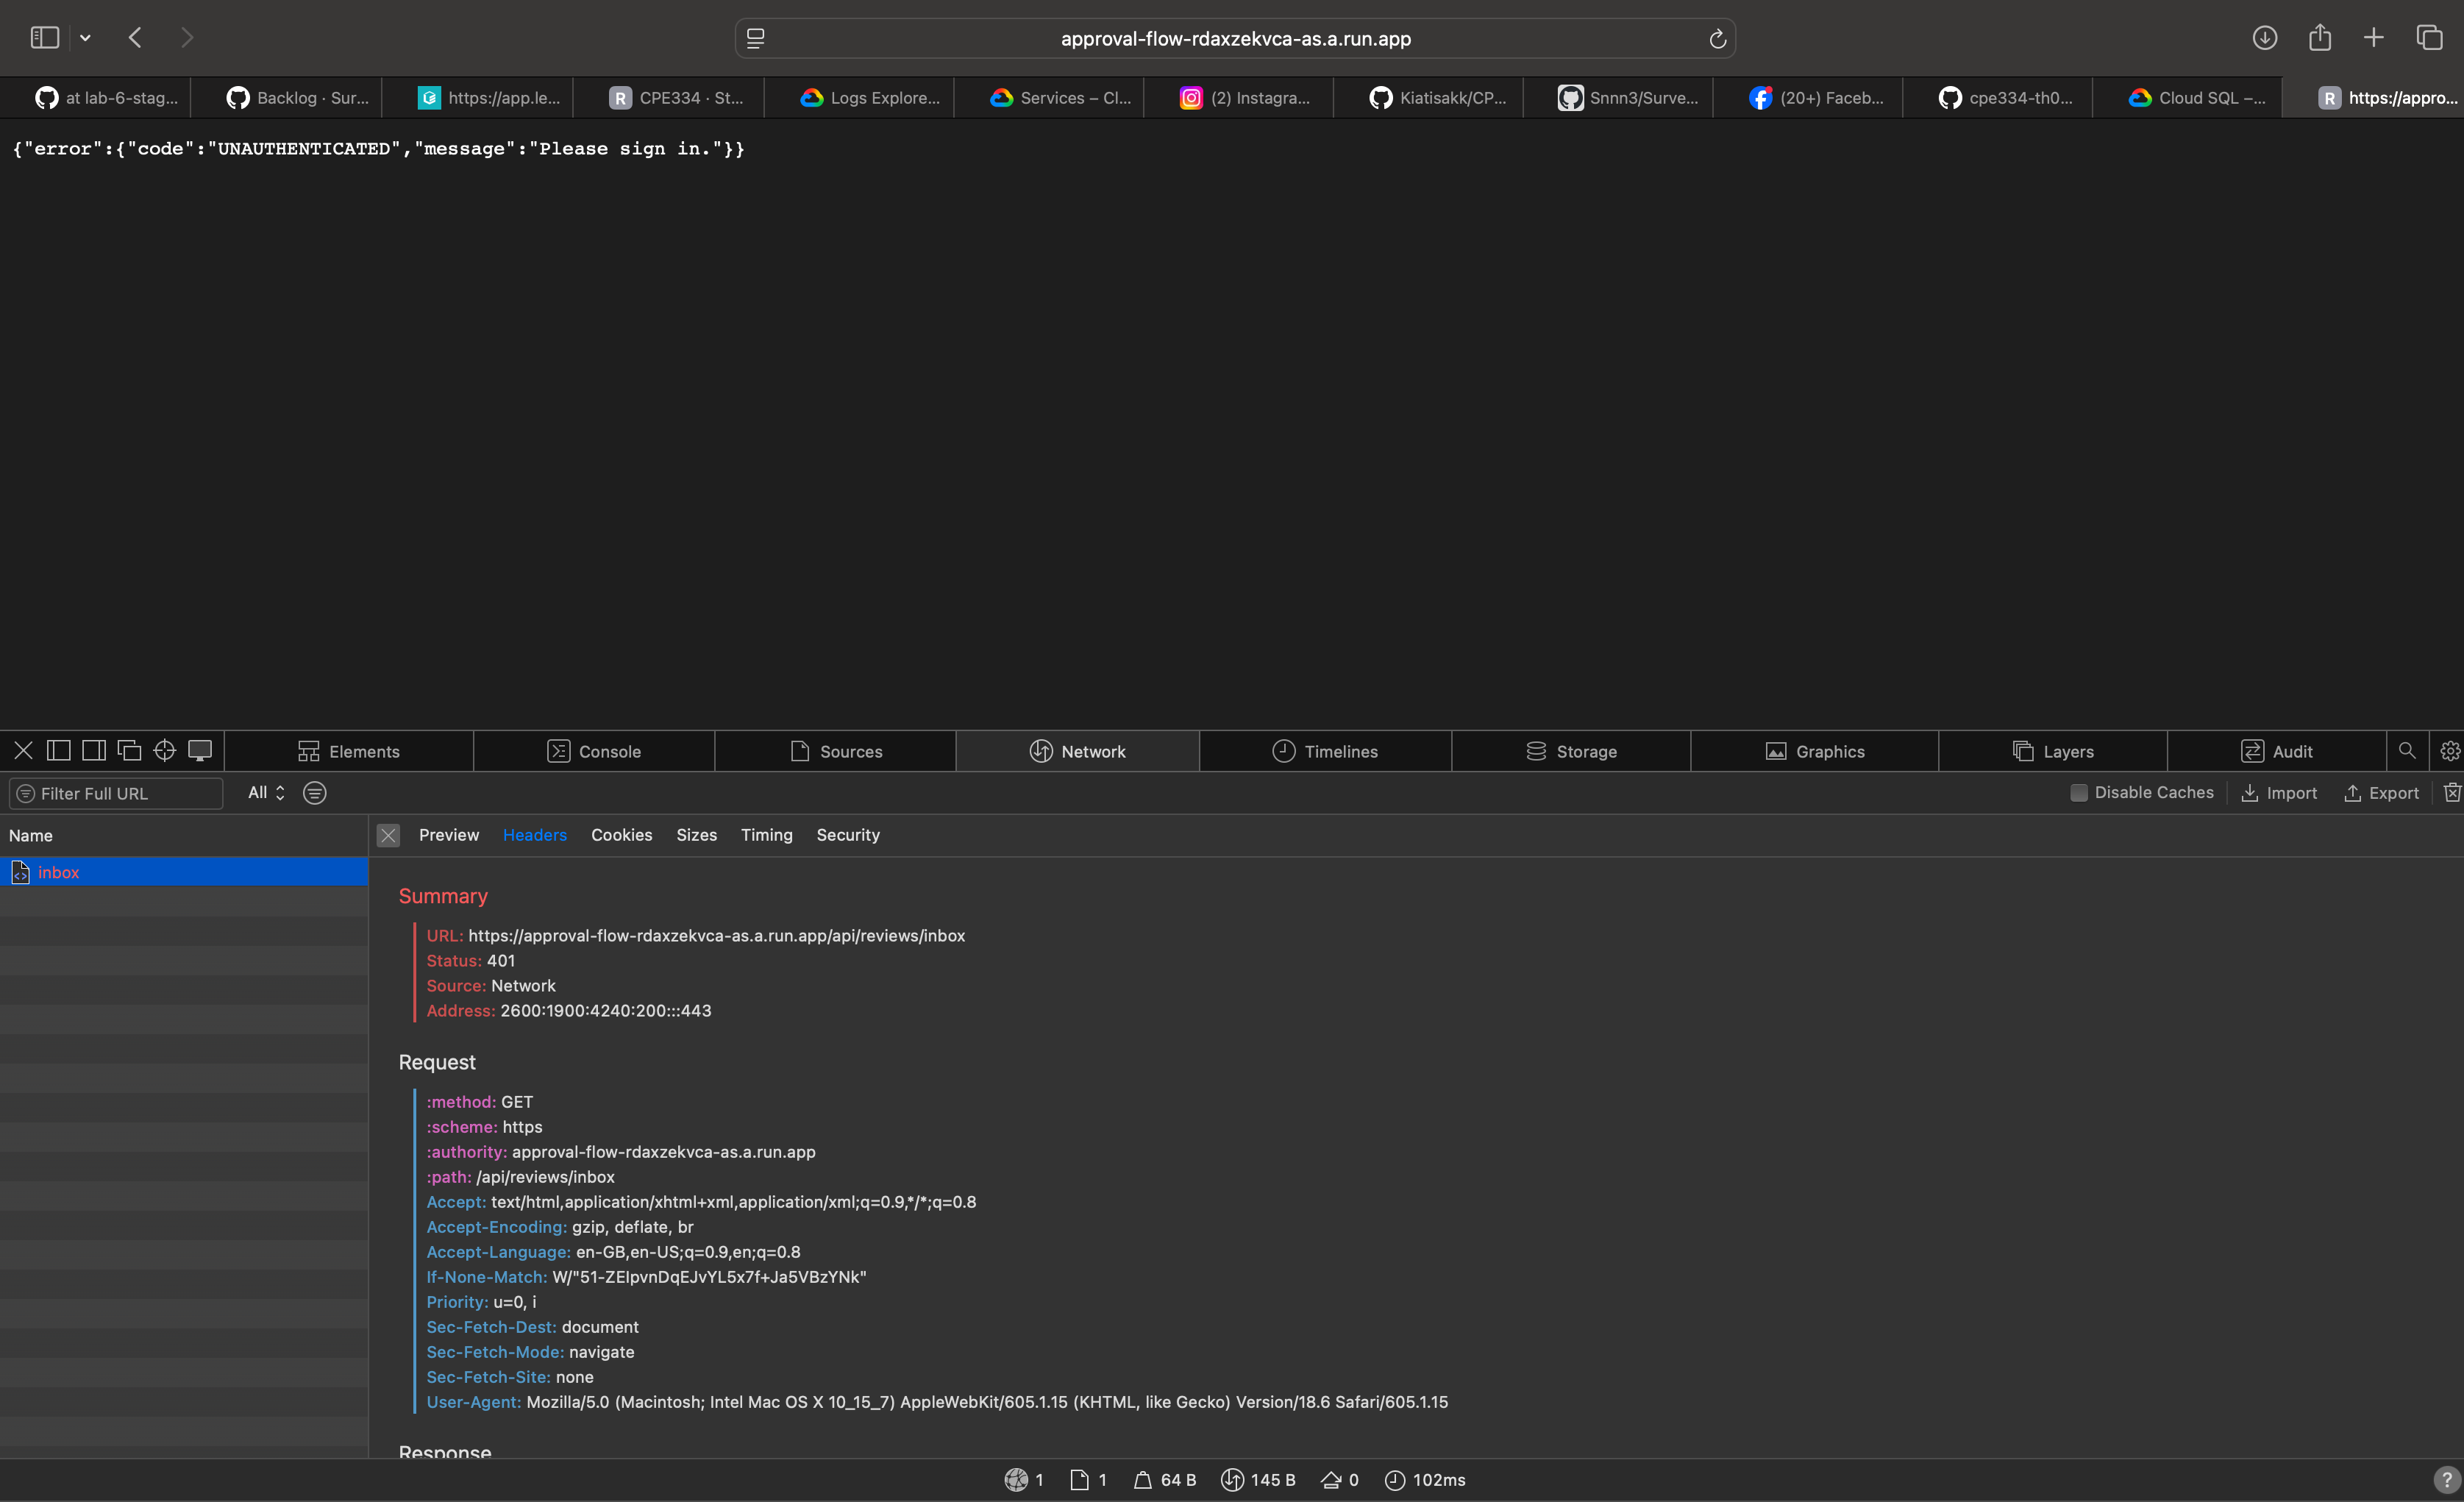 approval-flow-rdaxzekvca-as.a.run.app
at lab-6-stag...
Backlog · Sur...
https://app.le...
R CPE334 · St...
Logs Explore...
Services – Cl...
(2) Instagra...
Kiatisakk/CP...
Snnn3/Surve...
(20+) Faceb...
cpe334-th0...
Cloud SQL –...
R https://appro...
{"error":{"code":"UNAUTHENTICATED","message":"Please sign in."}}
Elements
Console
Sources
Network
Timelines
Storage
Graphics
Layers
Audit
Filter Full URL
All
Disable Caches
Import
Export
Name
Preview
Headers
Cookies
Sizes
Timing
Security
inbox
Summary
URL: https://approval-flow-rdaxzekvca-as.a.run.app/api/reviews/inbox
Status: 401
Source: Network
Address: 2600:1900:4240:200:::443
Request
:method: GET
:scheme: https
:authority: approval-flow-rdaxzekvca-as.a.run.app
:path: /api/reviews/inbox
Accept: text/html,application/xhtml+xml,application/xml;q=0.9,*/*;q=0.8
Accept-Encoding: gzip, deflate, br
Accept-Language: en-GB,en-US;q=0.9,en;q=0.8
If-None-Match: W/"51-ZEIpvnDqEJvYL5x7f+Ja5VBzYNk"
Priority: u=0, i
Sec-Fetch-Dest: document
Sec-Fetch-Mode: navigate
Sec-Fetch-Site: none
User-Agent: Mozilla/5.0 (Macintosh; Intel Mac OS X 10_15_7) AppleWebKit/605.1.15 (KHTML, like Gecko) Version/18.6 Safari/605.1.15
Response
1
1
64 B
145 B
0
102ms
?